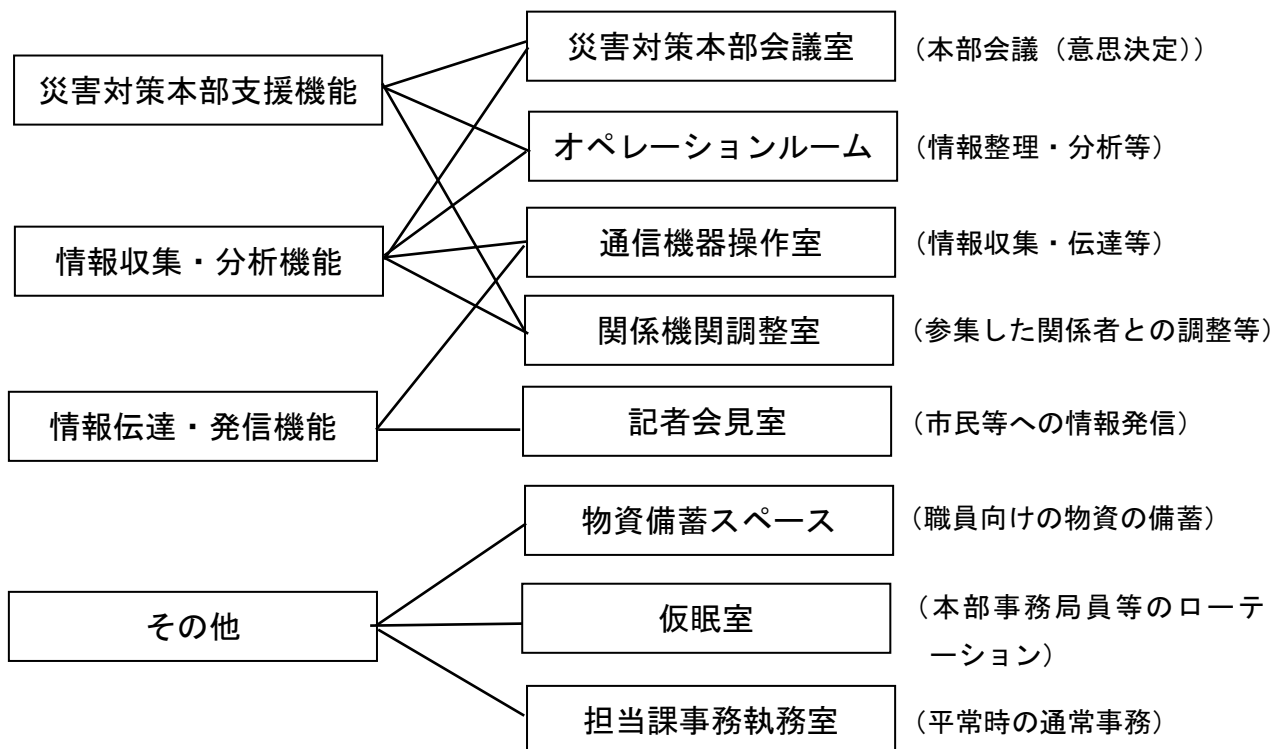 災害対策本部支援機能
情報収集・分析機能
情報伝達・発信機能
その他
災害対策本部会議室
（本部会議（意思決定））
オペレーションルーム
（情報整理・分析等）
通信機器操作室
（情報収集・伝達等）
関係機関調整室
（参集した関係者との調整等）
記者会見室
（市民等への情報発信）
物資備蓄スペース
（職員向けの物資の備蓄）
仮眠室
（本部事務局員等のローテ
ーション）
担当課事務執務室
（平常時の通常事務）